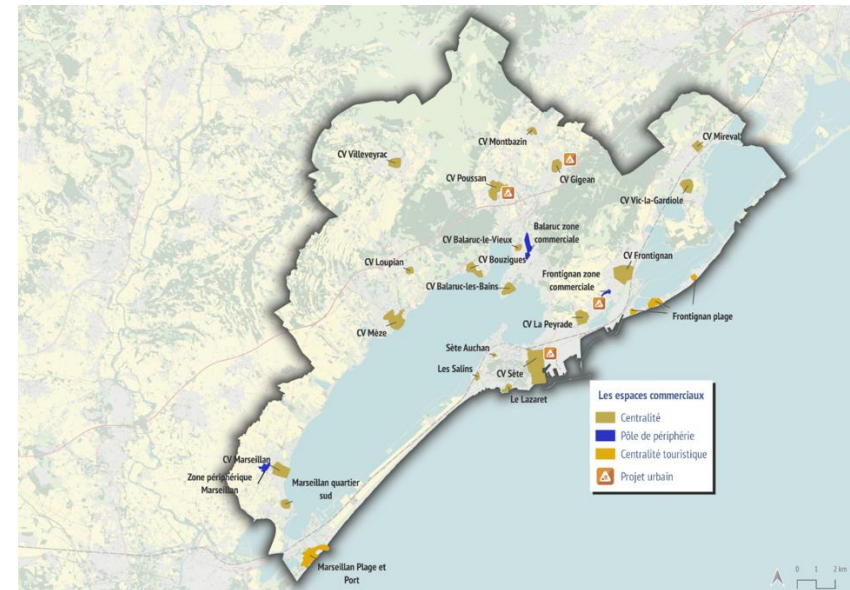 CV Mireval
CV Montbazin
CV Villeveyrac
CV Gigean
CV Poussan
CV Vic-la-Gardiole
Balaruc zone
commerciale
CV Balaruc-le-Vieux
CV Frontignan
CV Loupian
CV Bouzigues
Frontignan zone
commerciale
CV Balaruc-les-Bains
CV La Peyrade
Frontignan plage
CV Mèze
Sète Auchan
Les Salins
CV Sète
Le Lazaret
Les espaces commerciaux
Centralité
Pôle de périphérie
Centralité touristique
Projet urbain
CV Marseillan
Zone périphérique
Marseillan
Marseillan quartier
sud
Marseillan Plage et
Port
0 1 2 km